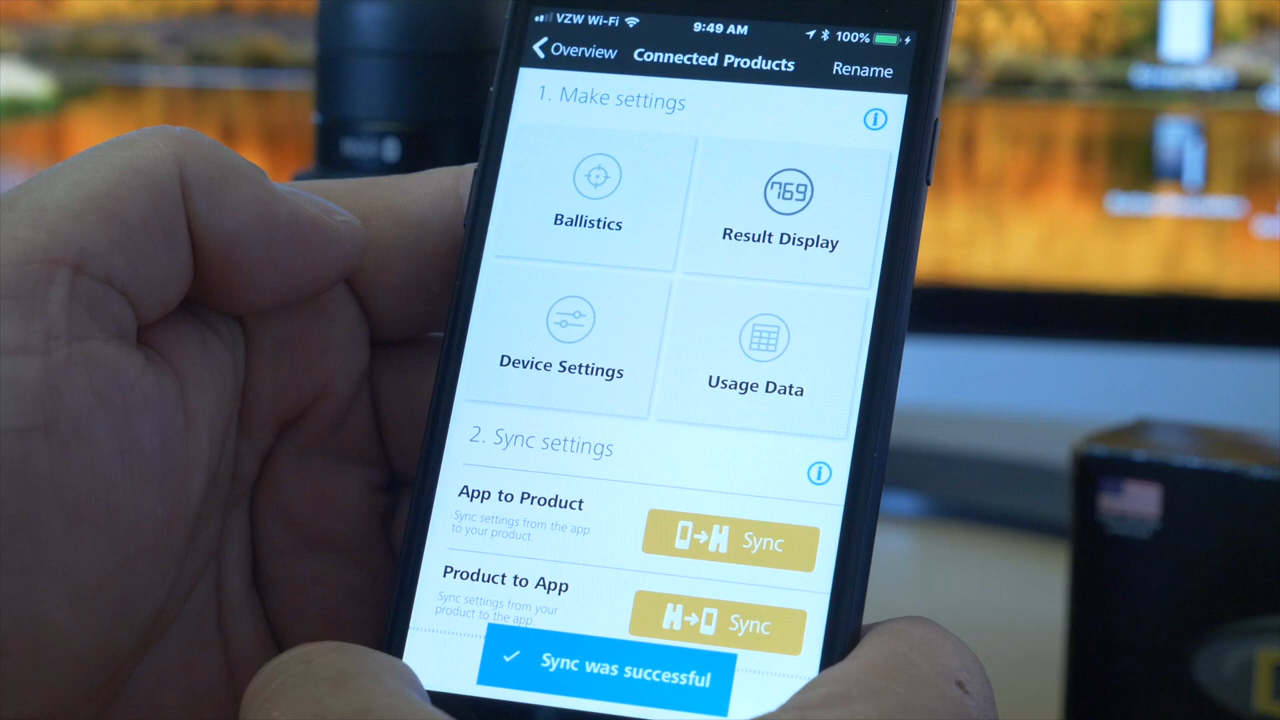 VZW Wi-Fi 9:49 AM 100%
Overview Connected Products Rename
1. Make settings
769
Ballistics
Result Display
Device Settings
Usage Data
2. Sync settings
App to Product
Sync settings from the app
to your product.
Sync
Product to App
Sync settings from your
product to the app.
Sync
Sync was successful